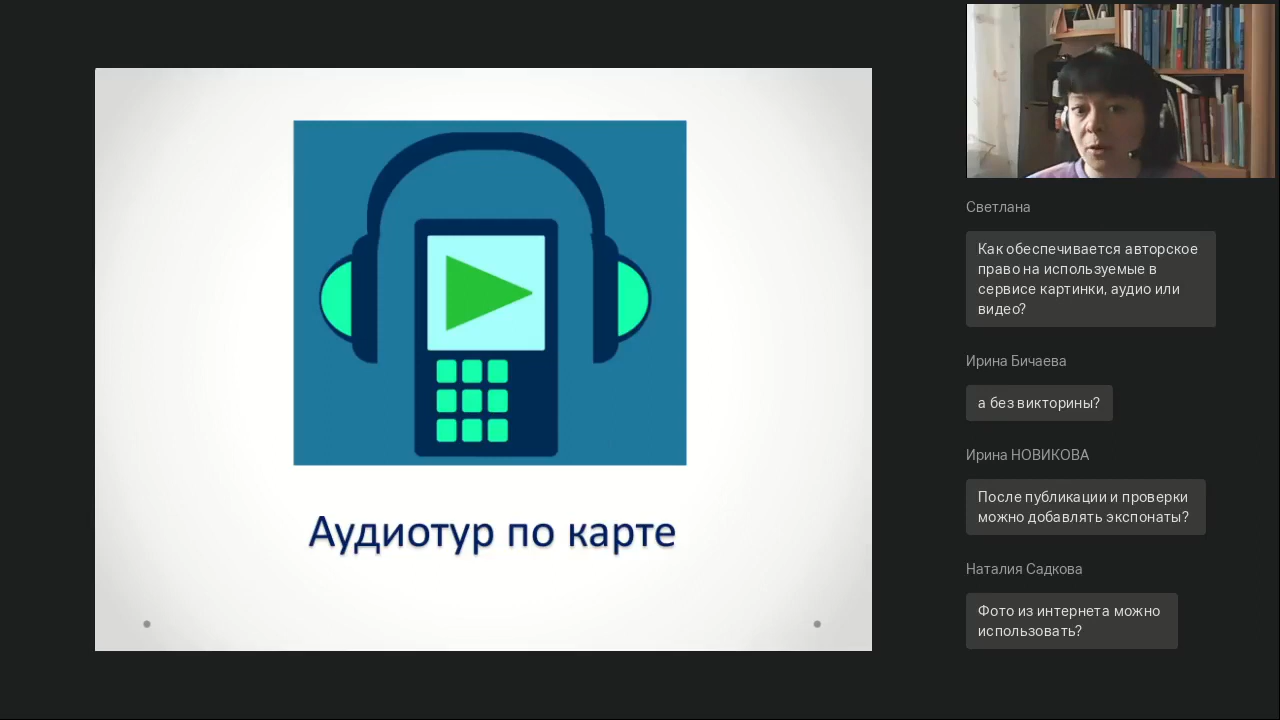 Аудиотур по карте
Светлана
Как обеспечивается авторское
право на используемые в
сервисе картинки, аудио или
видео?
Ирина Бичаева
а без викторины?
Ирина НОВИКОВА
После публикации и проверки
можно добавлять экспонаты?
Наталия Садкова
Фото из интернета можно
использовать?